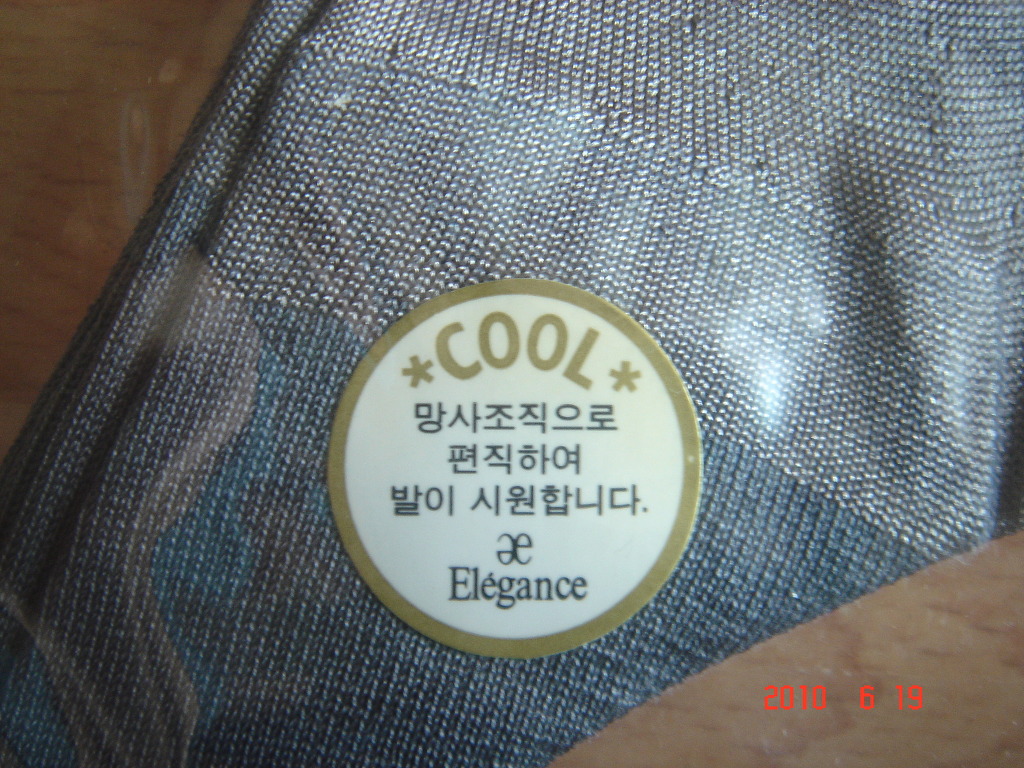 *COOL*
망사조직으로
편직하여
발이 시원합니다.
æ
Elégance
2010 6 19